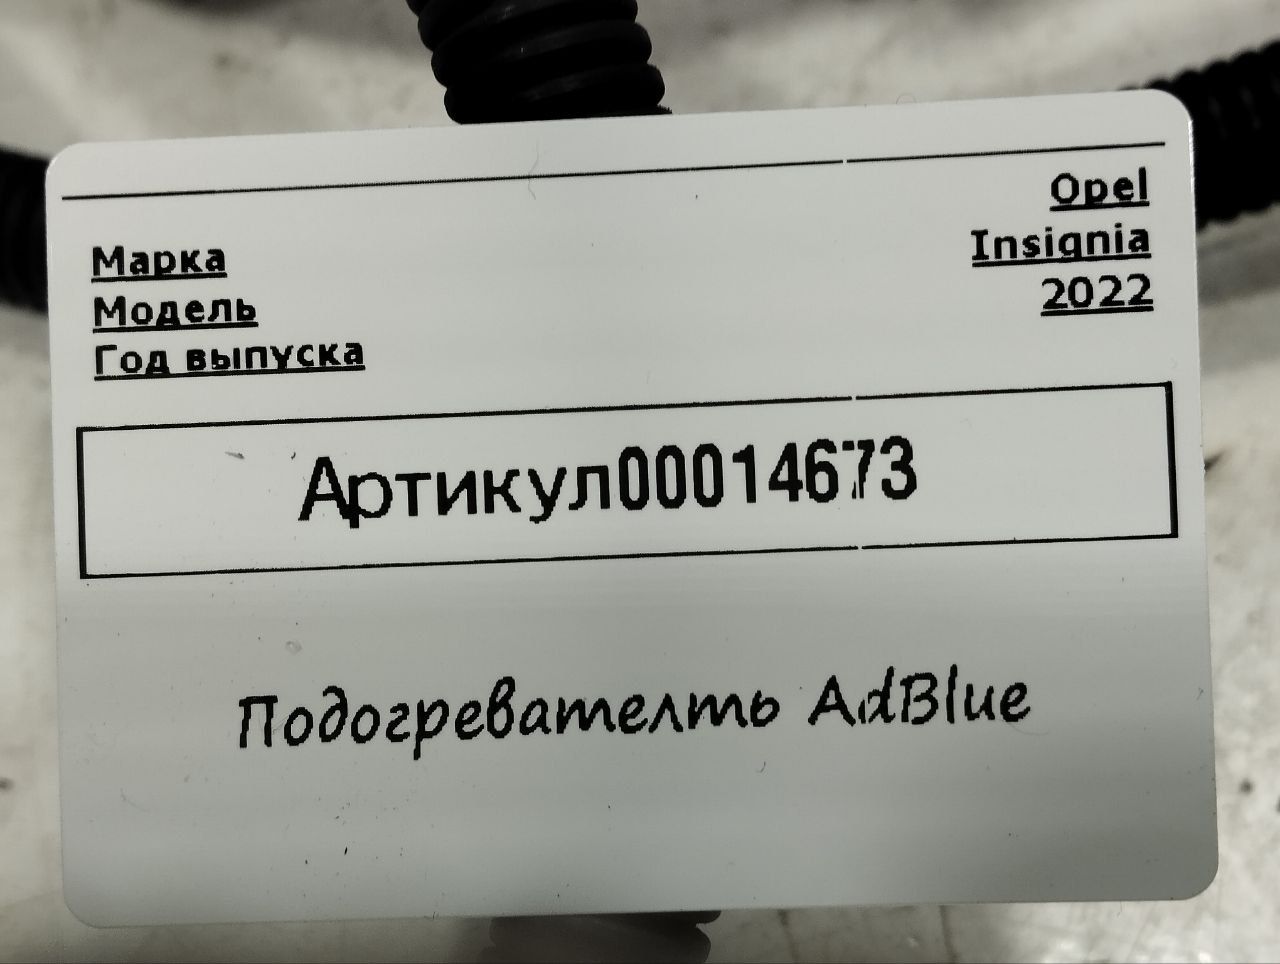 Марка Opel
Модель Insignia
Год выпуска 2022
Артикул00014673
Подогревателть AdBlue